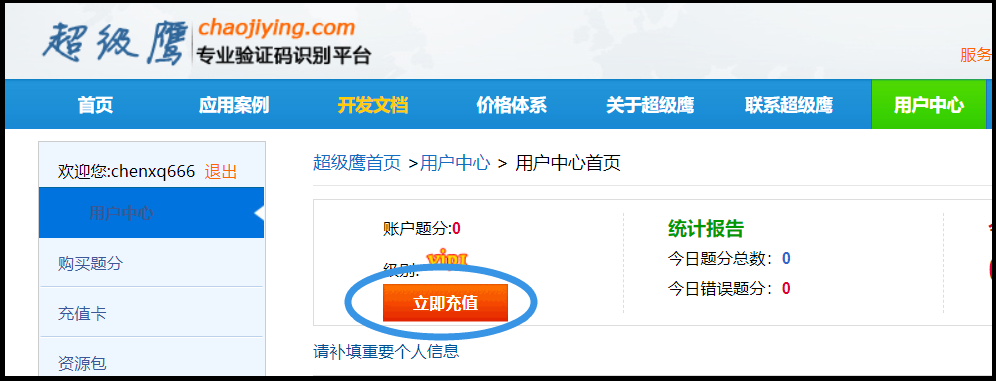 超级鹰 chaojiying.com
专业验证码识别平台
服务
首页 应用案例 开发文档 价格体系 关于超级鹰 联系超级鹰 用户中心
欢迎您:chenxq666 退出
用户中心
购买题分
充值卡
资源包
超级鹰首页 >用户中心 > 用户中心首页
账户题分:0
级别: vip1
立即充值
统计报告
今日题分总数：0
今日错误题分：0
请补填重要个人信息